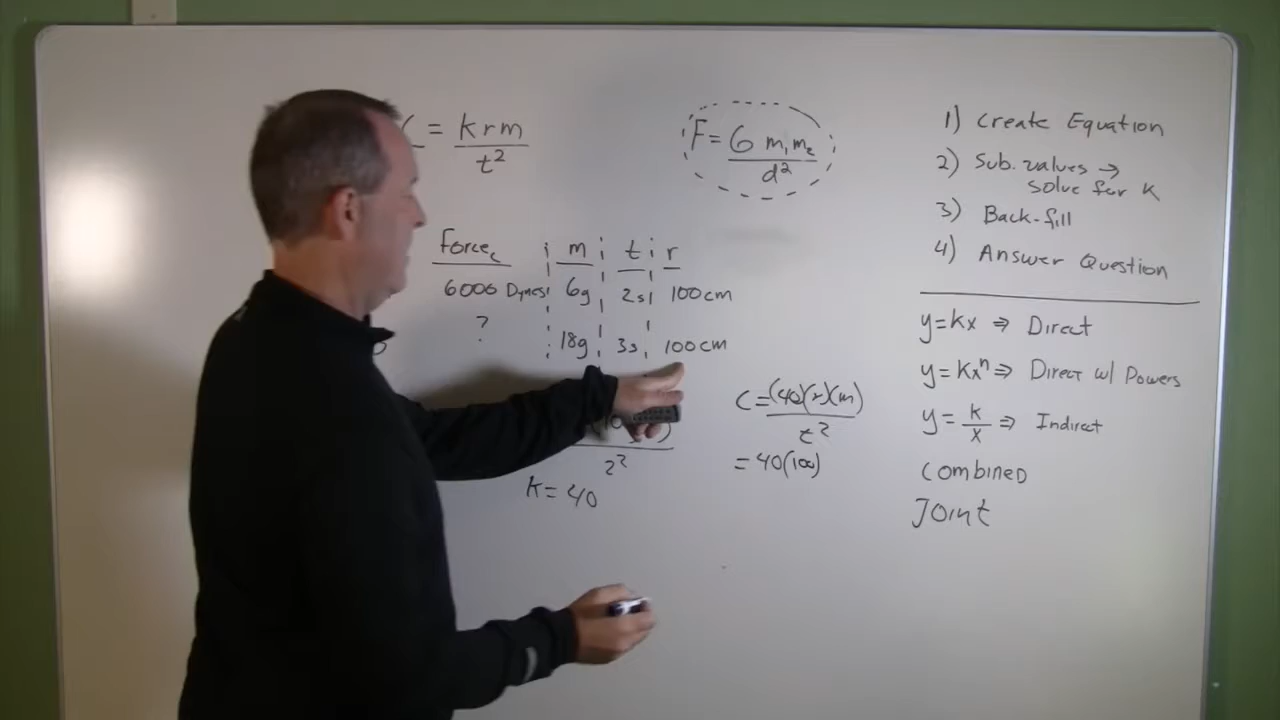 = krm
t²
F = G m₁m₂
d²
Force c m t r
6000 Dynes 6g 2s 100cm
? 18g 3s 100cm
2²
K = 40
C = (40)(r)(m)
t²
= 40(100)
1) Create Equation
2) Sub. values →
solve for K
3) Back-fill
4) Answer Question
y=kx ⇒ Direct
y=Kxⁿ ⇒ Direct w/ Powers
y = K/x ⇒ Indirect
Combined
Joint